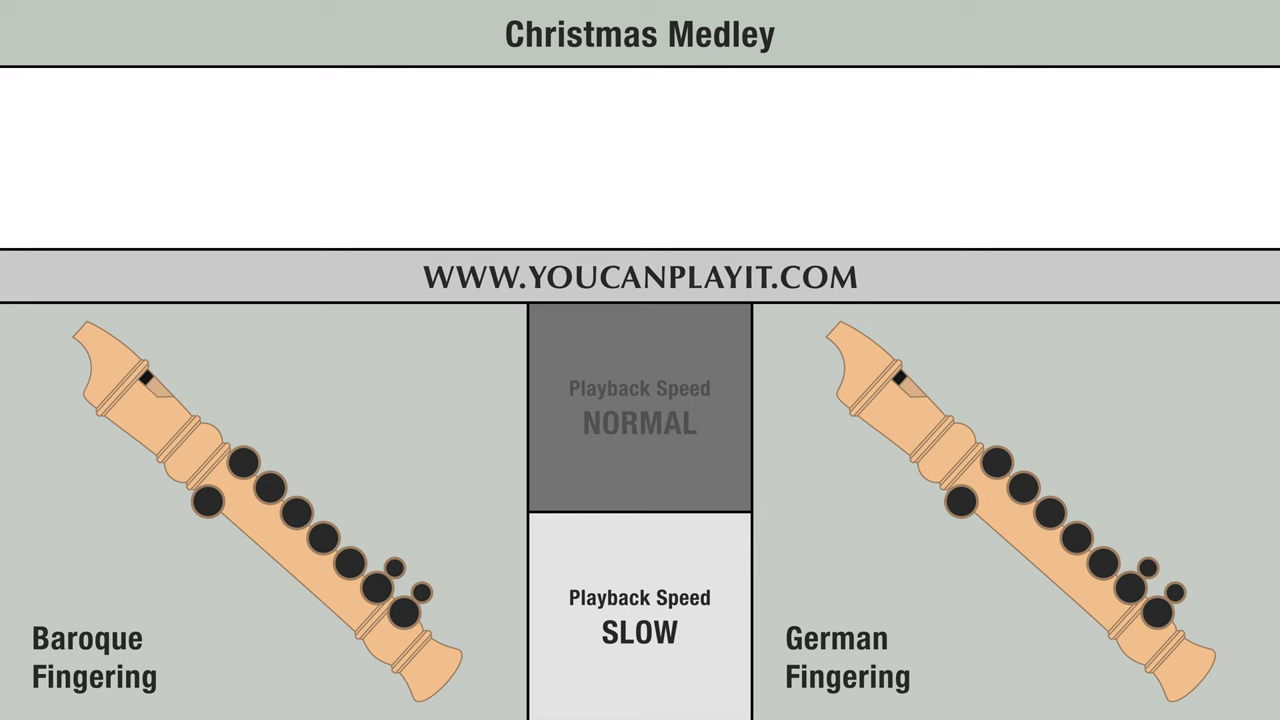 Christmas Medley
WWW.YOUCANPLAYIT.COM
Playback Speed
NORMAL
Playback Speed
SLOW
Baroque
Fingering
German
Fingering